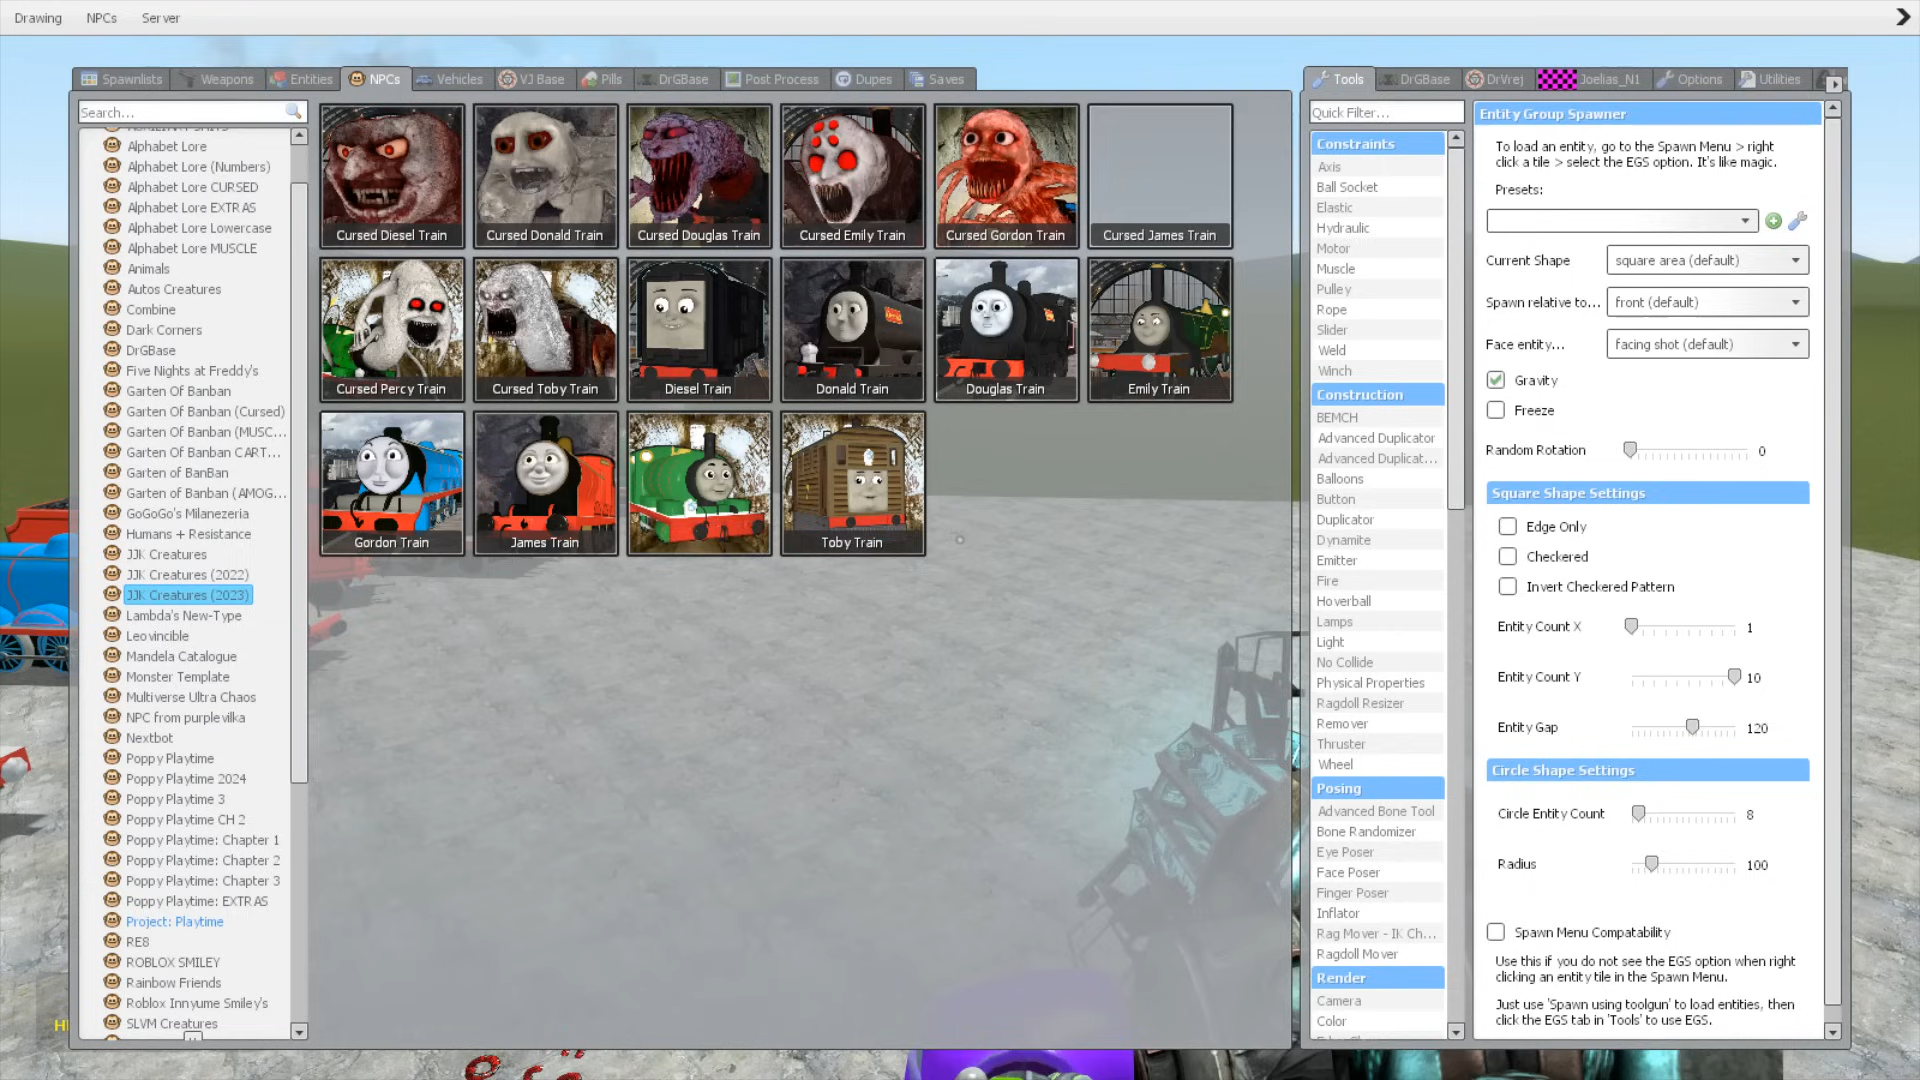 Drawing NPCs Server
Spawnlists Weapons Entities NPCs Vehicles VJ Base Pills DrGBase Post Process Dupes Saves
Search...
Alphabet Lore
Alphabet Lore (Numbers)
Alphabet Lore CURSED
Alphabet Lore EXTRAS
Alphabet Lore Lowercase
Alphabet Lore MUSCLE
Animals
Autos Creatures
Combine
Dark Corners
DrGBase
Five Nights at Freddy's
Garten Of Banban
Garten Of Banban (Cursed)
Garten Of Banban (MUSC...
Garten Of Banban CART...
Garten of BanBan
Garten of Banban (AMOG...
GoGoGo's Milanezeria
Humans + Resistance
JJK Creatures
JJK Creatures (2022)
JJK Creatures (2023)
Lambda's New-Type
Leovincible
Mandela Catalogue
Monster Template
Multiverse Ultra Chaos
NPC from purplevilka
Nextbot
Poppy Playtime
Poppy Playtime 2024
Poppy Playtime 3
Poppy Playtime CH 2
Poppy Playtime: Chapter 1
Poppy Playtime: Chapter 2
Poppy Playtime: Chapter 3
Poppy Playtime: EXTRAS
Project: Playtime
RE8
ROBLOX SMILEY
Rainbow Friends
Roblox Innyume Smiley's
SLVM Creatures
Cursed Diesel Train Cursed Donald Train Cursed Douglas Train Cursed Emily Train Cursed Gordon Train Cursed James Train
Cursed Percy Train Cursed Toby Train Diesel Train Donald Train Douglas Train Emily Train
Gordon Train James Train Toby Train
Tools DrGBase DrVrej Joelias_N1 Options Utilities
Quick Filter...
Constraints
Axis
Ball Socket
Elastic
Hydraulic
Motor
Muscle
Pulley
Rope
Slider
Weld
Winch
Construction
BEMCH
Advanced Duplicator
Advanced Duplicat...
Balloons
Button
Duplicator
Dynamite
Emitter
Fire
Hoverball
Lamps
Light
No Collide
Physical Properties
Ragdoll Resizer
Remover
Thruster
Wheel
Posing
Advanced Bone Tool
Bone Randomizer
Eye Poser
Face Poser
Finger Poser
Inflator
Rag Mover - IK Ch...
Ragdoll Mover
Render
Camera
Color
Entity Group Spawner
To load an entity, go to the Spawn Menu > right
click a tile > select the EGS option. It's like magic.
Presets:
Current Shape square area (default)
Spawn relative to... front (default)
Face entity... facing shot (default)
Gravity
Freeze
Random Rotation 0
Square Shape Settings
Edge Only
Checkered
Invert Checkered Pattern
Entity Count X 1
Entity Count Y 10
Entity Gap 120
Circle Shape Settings
Circle Entity Count 8
Radius 100
Spawn Menu Compatability
Use this if you do not see the EGS option when right
clicking an entity tile in the Spawn Menu.
Just use 'Spawn using toolgun' to load entities, then
click the EGS tab in 'Tools' to use EGS.